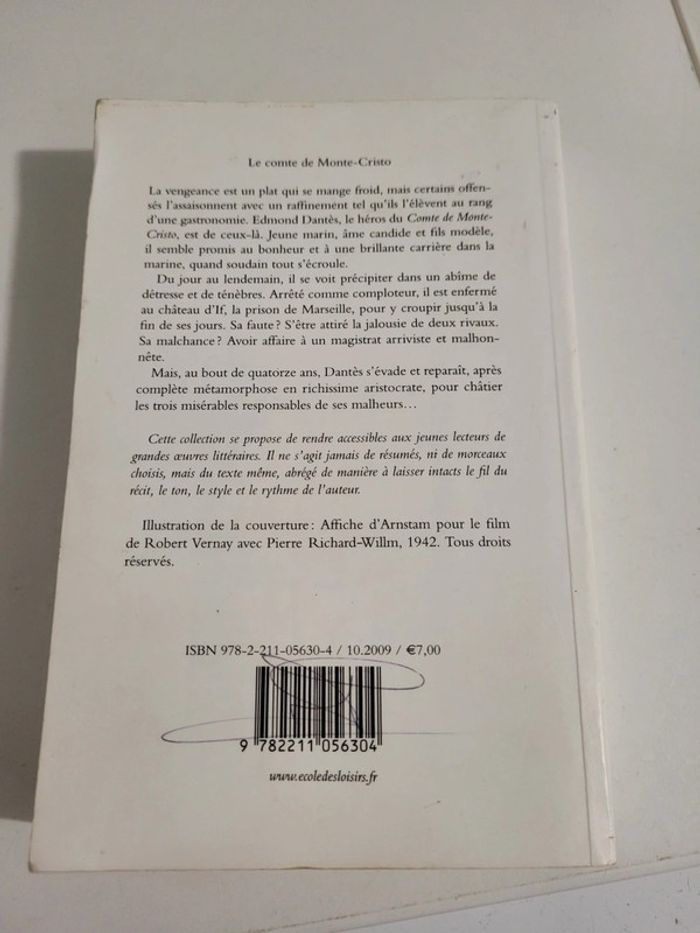 Le comte de Monte-Cristo
La vengeance est un plat qui se mange froid, mais certains offen-
sés l'assaisonnent avec un raffinement tel qu'ils l'élèvent au rang
d'une gastronomie. Edmond Dantès, le héros du Comte de Monte-
Cristo, est de ceux-là. Jeune marin, âme candide et fils modèle,
il semble promis au bonheur et à une brillante carrière dans la
marine, quand soudain tout s'écroule.
Du jour au lendemain, il se voit précipiter dans un abîme de
détresse et de ténèbres. Arrêté comme comploteur, il est enfermé
au château d'If, la prison de Marseille, pour y croupir jusqu'à la
fin de ses jours. Sa faute ? S'être attiré la jalousie de deux rivaux.
Sa malchance ? Avoir affaire à un magistrat arriviste et malhon-
nête.
Mais, au bout de quatorze ans, Dantès s'évade et reparaît, après
complète métamorphose en richissime aristocrate, pour châtier
les trois misérables responsables de ses malheurs…
Cette collection se propose de rendre accessibles aux jeunes lecteurs de
grandes œuvres littéraires. Il ne s'agit jamais de résumés, ni de morceaux
choisis, mais du texte même, abrégé de manière à laisser intacts le fil du
récit, le ton, le style et le rythme de l'auteur.
Illustration de la couverture : Affiche d'Arnstam pour le film
de Robert Vernay avec Pierre Richard-Willm, 1942. Tous droits
réservés.
ISBN 978-2-211-05630-4 / 10.2009 / €7,00
9 782211 056304
www.ecoledesloisirs.fr